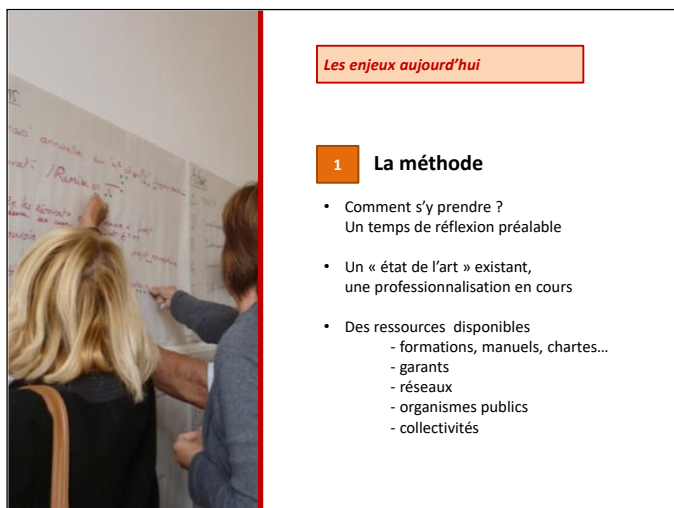 Les enjeux aujourd’hui
1 La méthode
• Comment s’y prendre ?
Un temps de réflexion préalable
• Un « état de l’art » existant,
une professionnalisation en cours
• Des ressources disponibles
- formations, manuels, chartes…
- garants
- réseaux
- organismes publics
- collectivités
annuelle